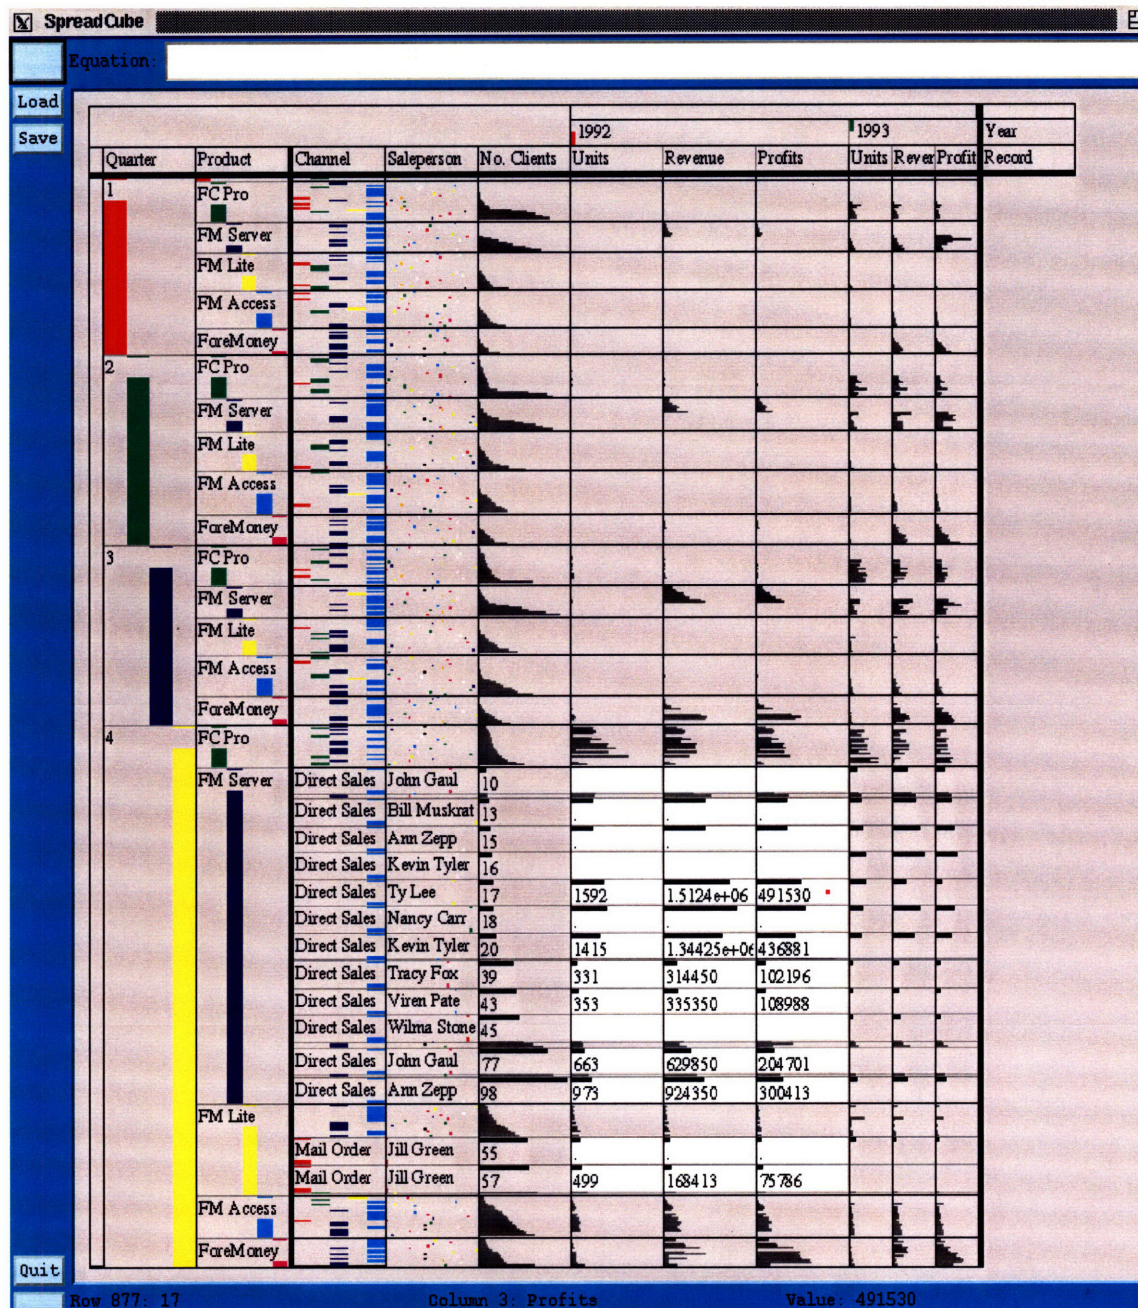 SpreadCube
Equation:
Load
Save
1992 1993 Year
Quarter Product Channel Saleperson No. Clients Units Revenue Profits Units Rever Profit Record
1
FC Pro
FM Server
FM Lite
FM Access
ForeMoney
2
FC Pro
FM Server
FM Lite
FM Access
ForeMoney
3
FC Pro
FM Server
FM Lite
FM Access
ForeMoney
4
FC Pro
FM Server Direct Sales John Gaul 10
Direct Sales Bill Muskrat 13 . . .
Direct Sales Ann Zepp 15 . . .
Direct Sales Kevin Tyler 16
Direct Sales Ty Lee 17 1592 1.5124e+06 491530
Direct Sales Nancy Carr 18 . . .
Direct Sales Kevin Tyler 20 1415 1.34425e+06 436881
Direct Sales Tracy Fox 39 331 314450 102196
Direct Sales Viren Pate 43 353 335350 108988
Direct Sales Wilma Stone 45
Direct Sales John Gaul 77 663 629850 204701
Direct Sales Ann Zepp 98 973 924350 300413
FM Lite
Mail Order Jill Green 55 . . .
Mail Order Jill Green 57 499 168413 75786
FM Access
ForeMoney
Quit
Row 877: 17 Column 3: Profits Value: 491530